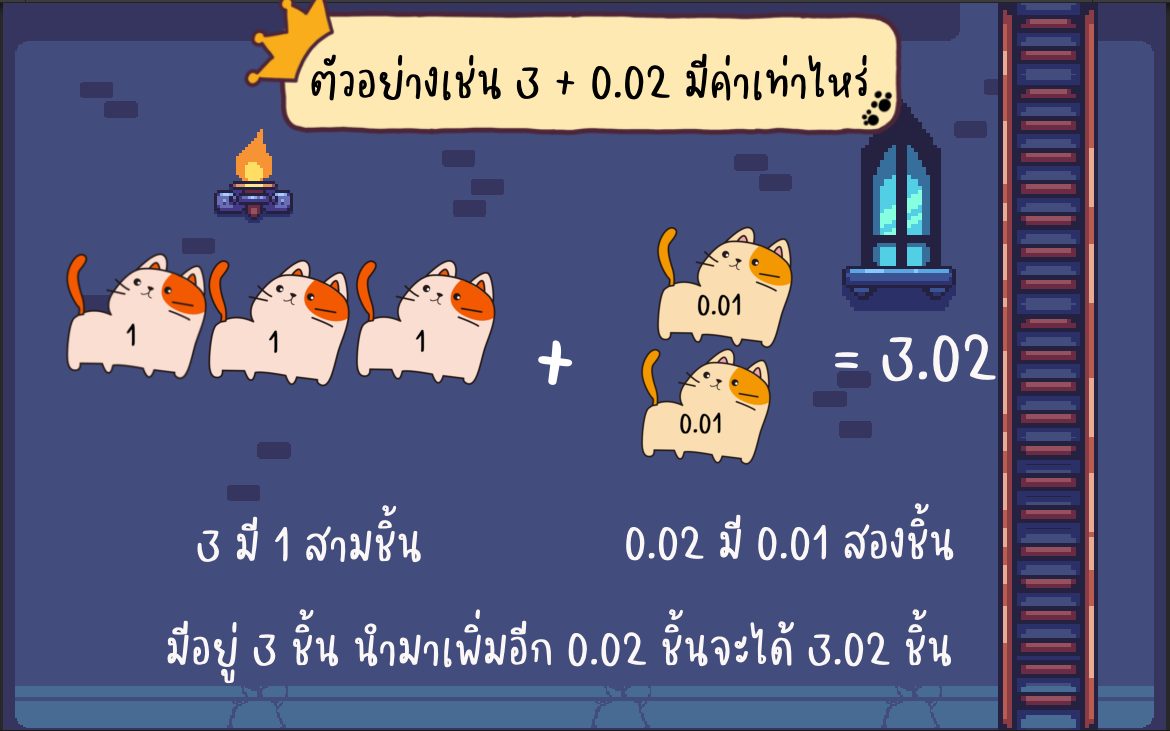 ตัวอย่างเช่น 3 + 0.02 มีค่าเท่าไหร่
1 1 1 + 0.01 0.01 = 3.02
3 มี 1 สามชิ้น
0.02 มี 0.01 สองชิ้น
มีอยู่ 3 ชิ้น นำมาเพิ่มอีก 0.02 ชิ้นจะได้ 3.02 ชิ้น